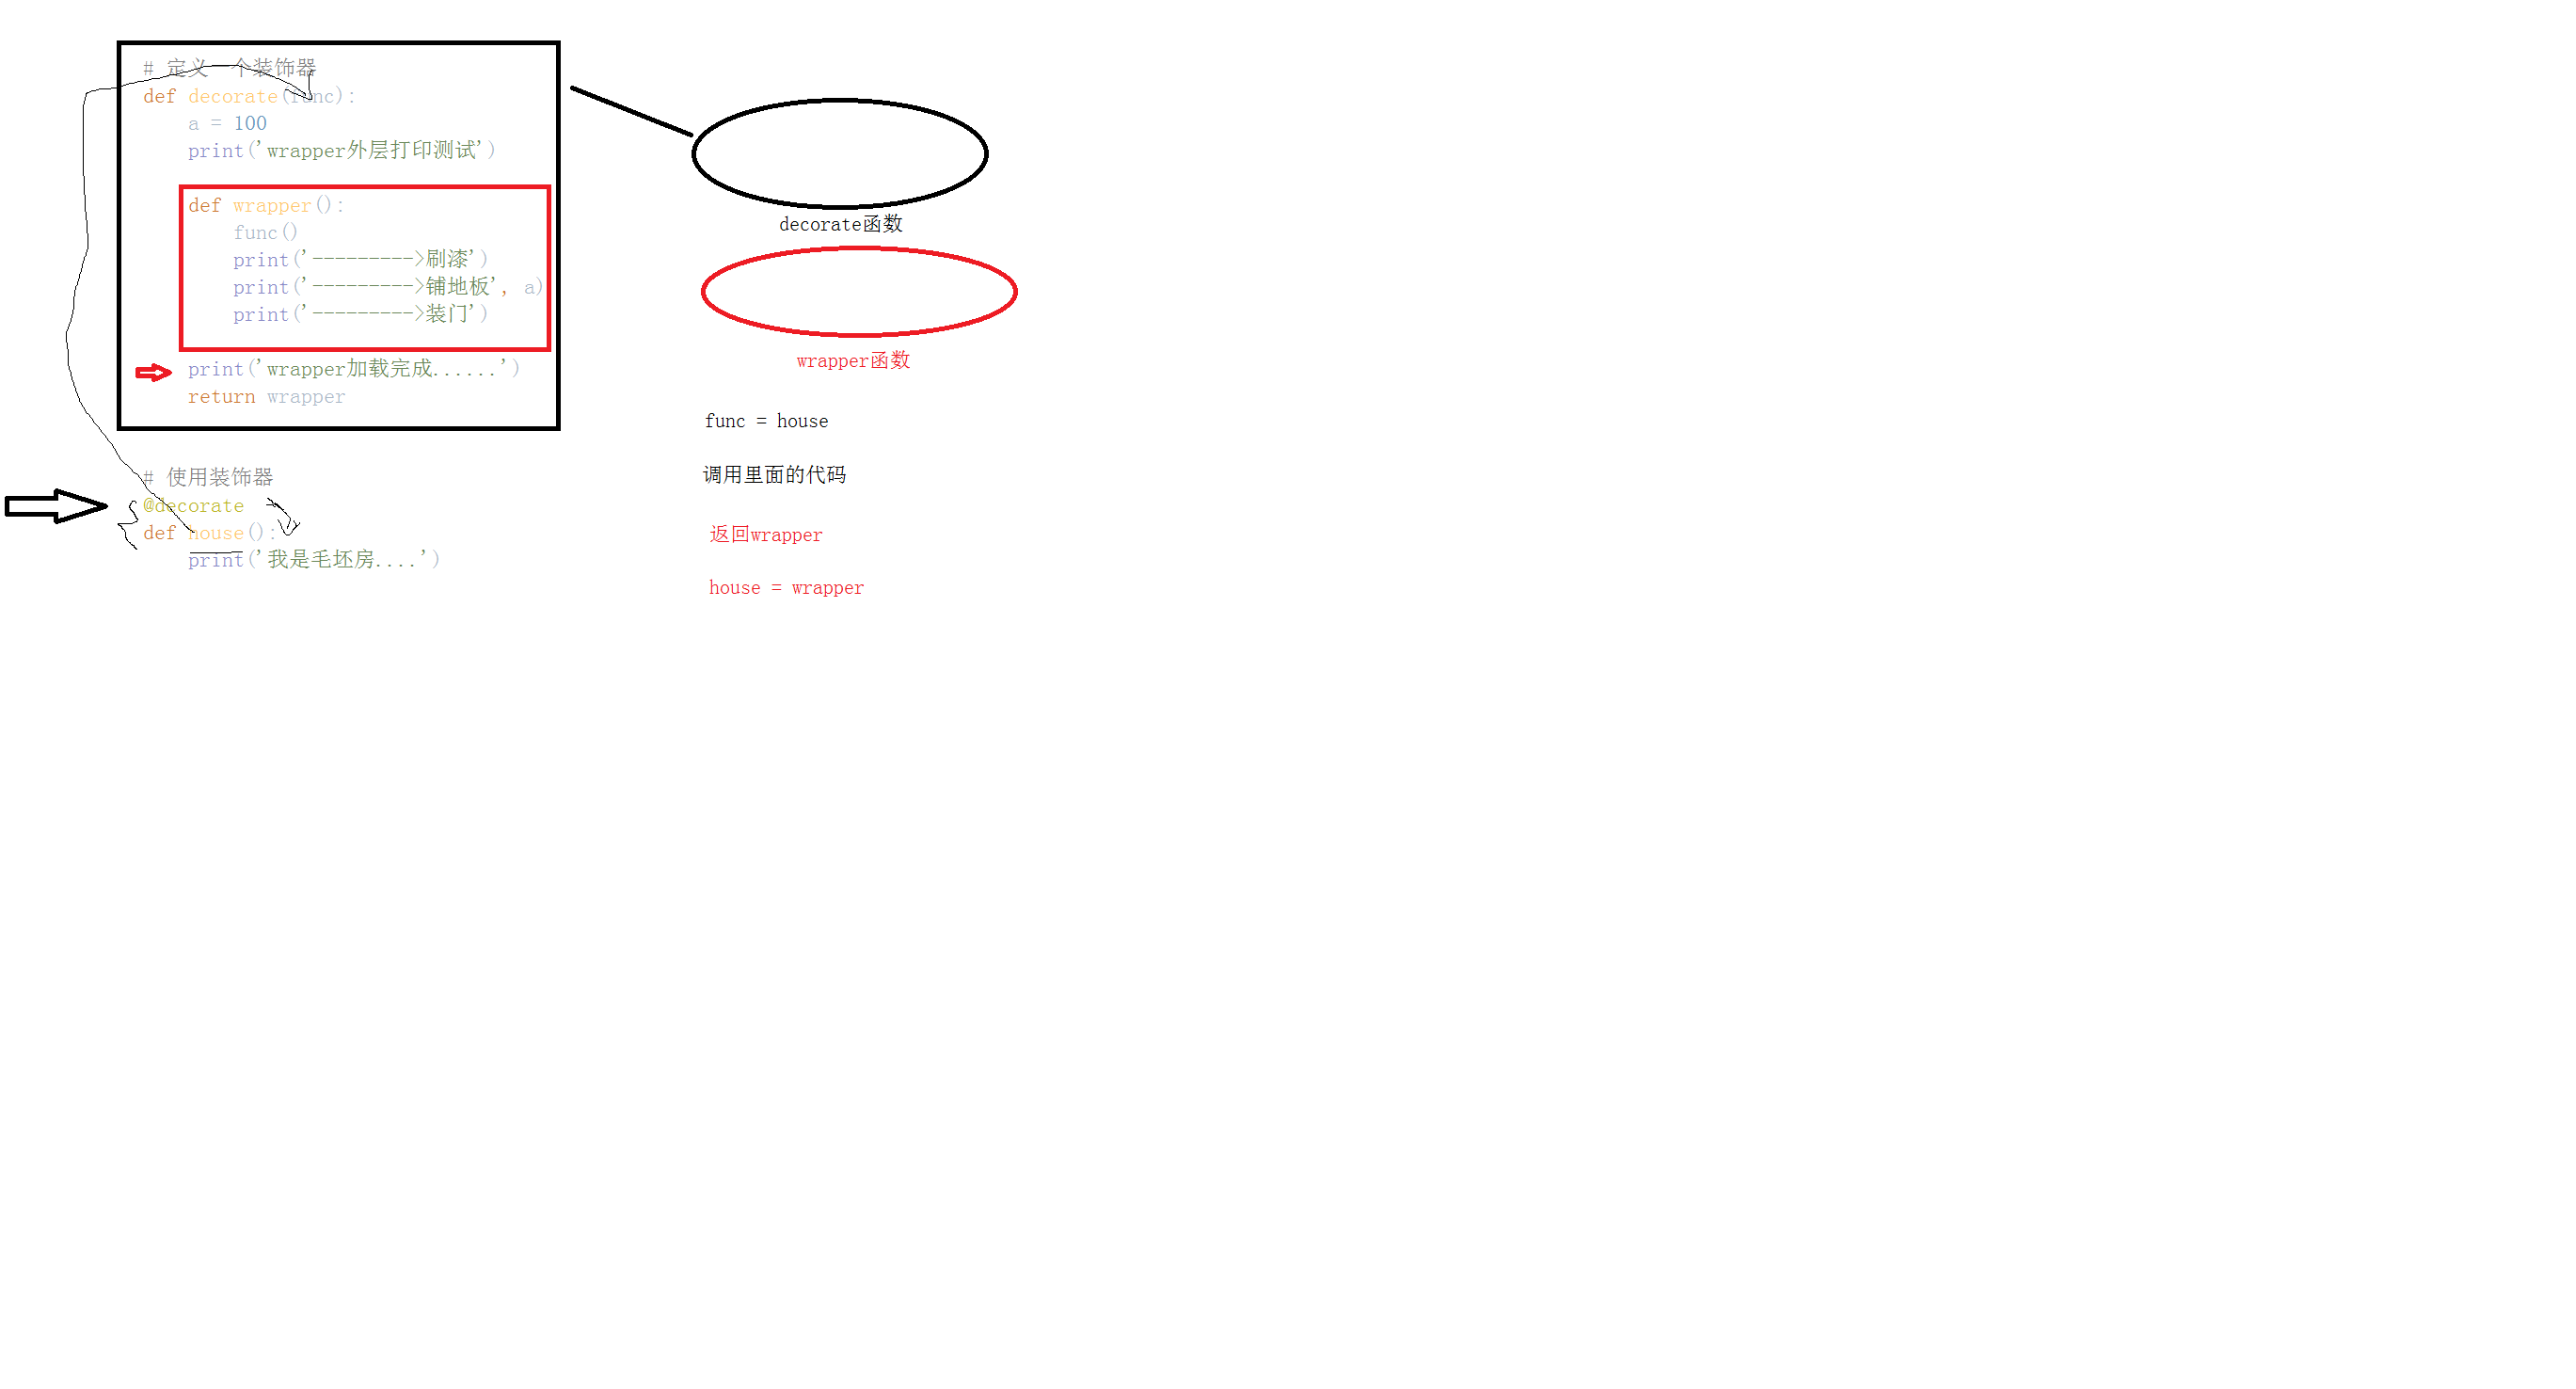 # 定义一个装饰器
def decorate(func):
    a = 100
    print('wrapper外层打印测试')
    def wrapper():
        func()
        print('--------->刷漆')
        print('--------->铺地板', a)
        print('--------->装门')
    print('wrapper加载完成......')
    return wrapper
# 使用装饰器
@decorate
def house():
    print('我是毛坯房....')
decorate函数
wrapper函数
func = house
调用里面的代码
返回wrapper
house = wrapper